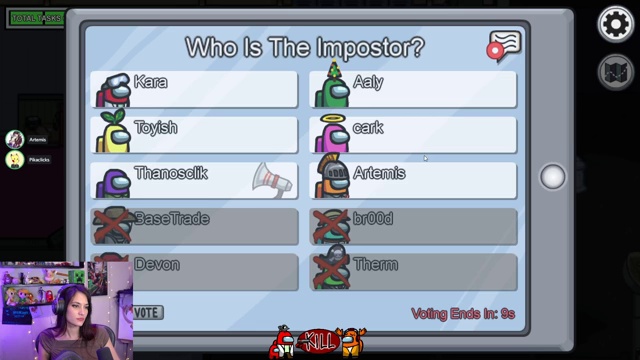 TOTAL TASKS
Who Is The Impostor?
Kara
Aaly
Toyish
cark
Artemis
Pikaclicks
Thanosclik
Artemis
BaseTrade
br00d
Devon
Therm
VOTE
Voting Ends In: 9s
KILL